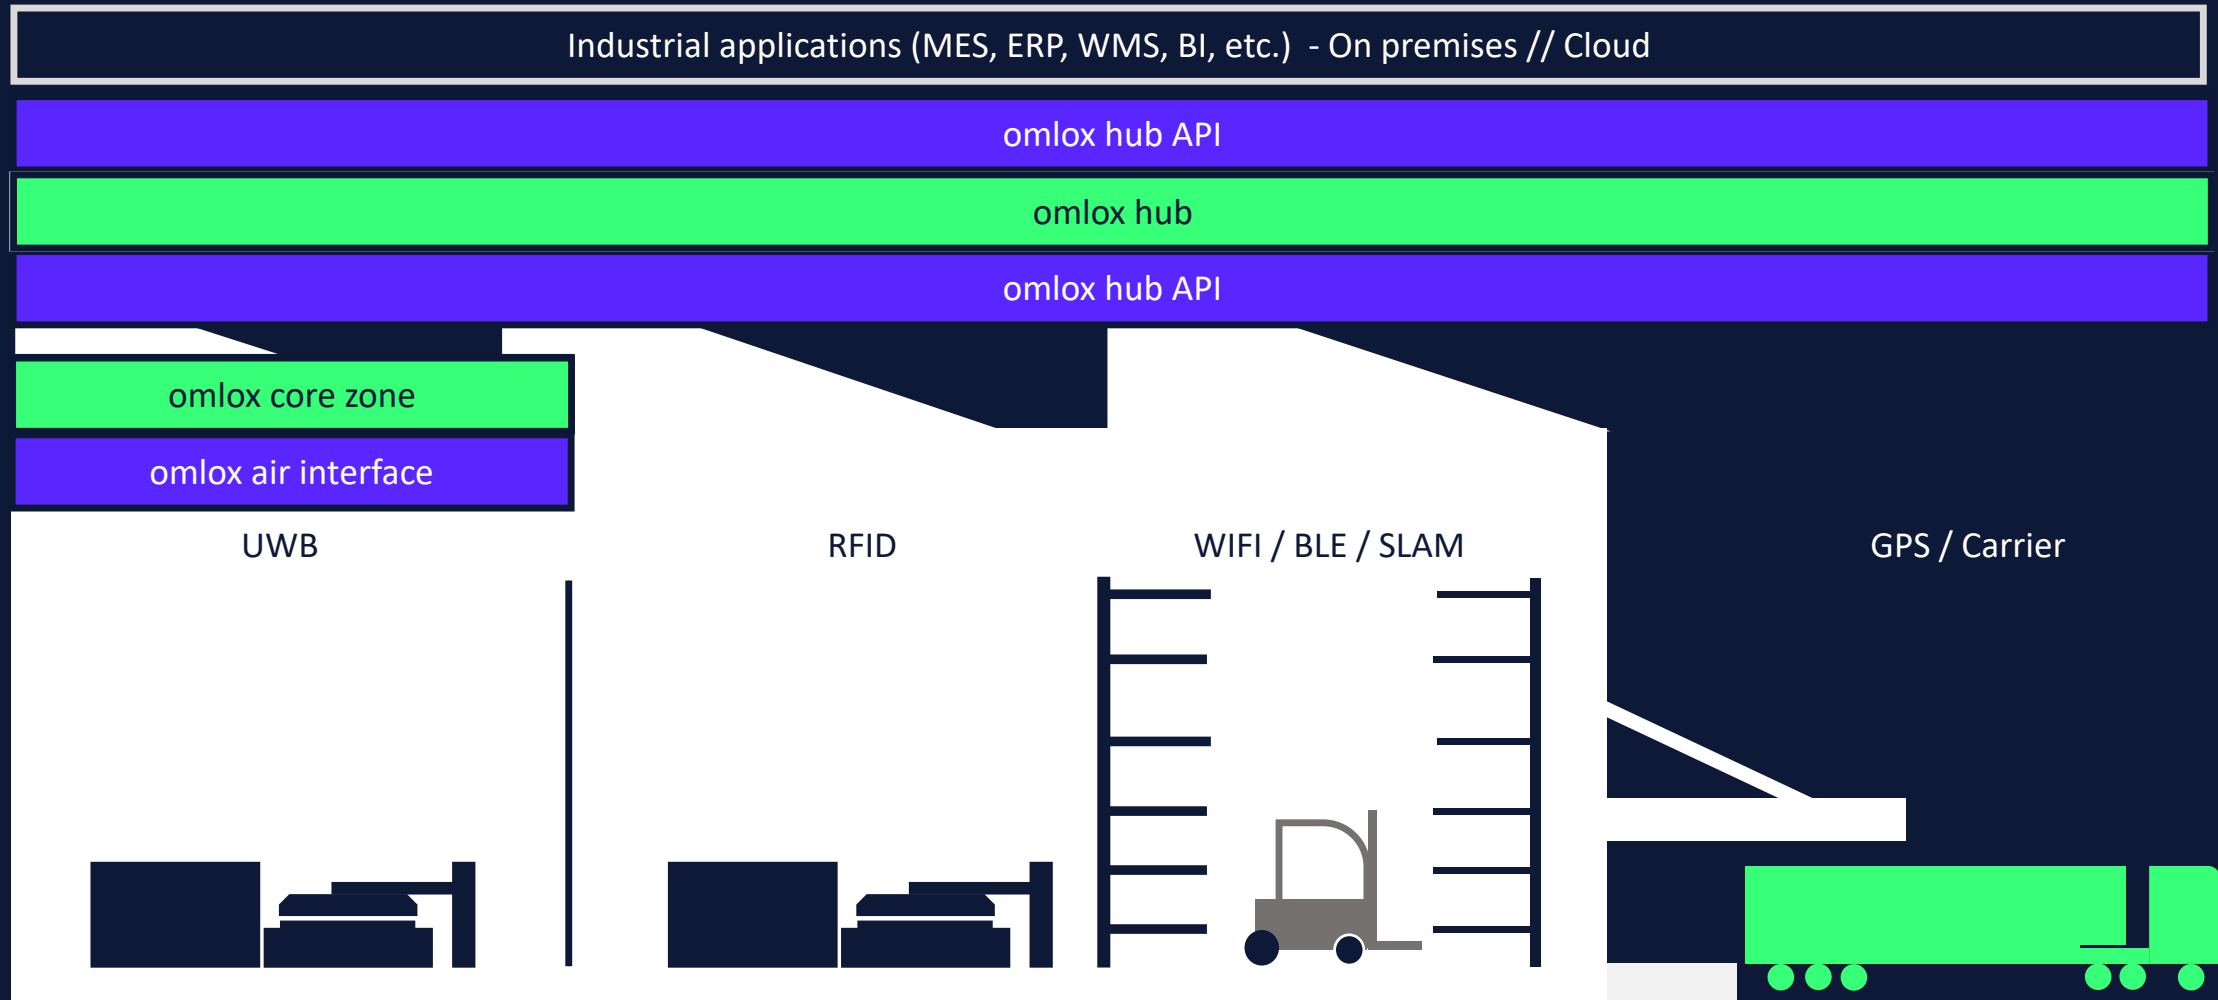 Industrial applications (MES, ERP, WMS, BI, etc.)  - On premises // Cloud
omlox hub API
omlox hub
omlox hub API
omlox core zone
omlox air interface
UWB
RFID
WIFI / BLE / SLAM
GPS / Carrier